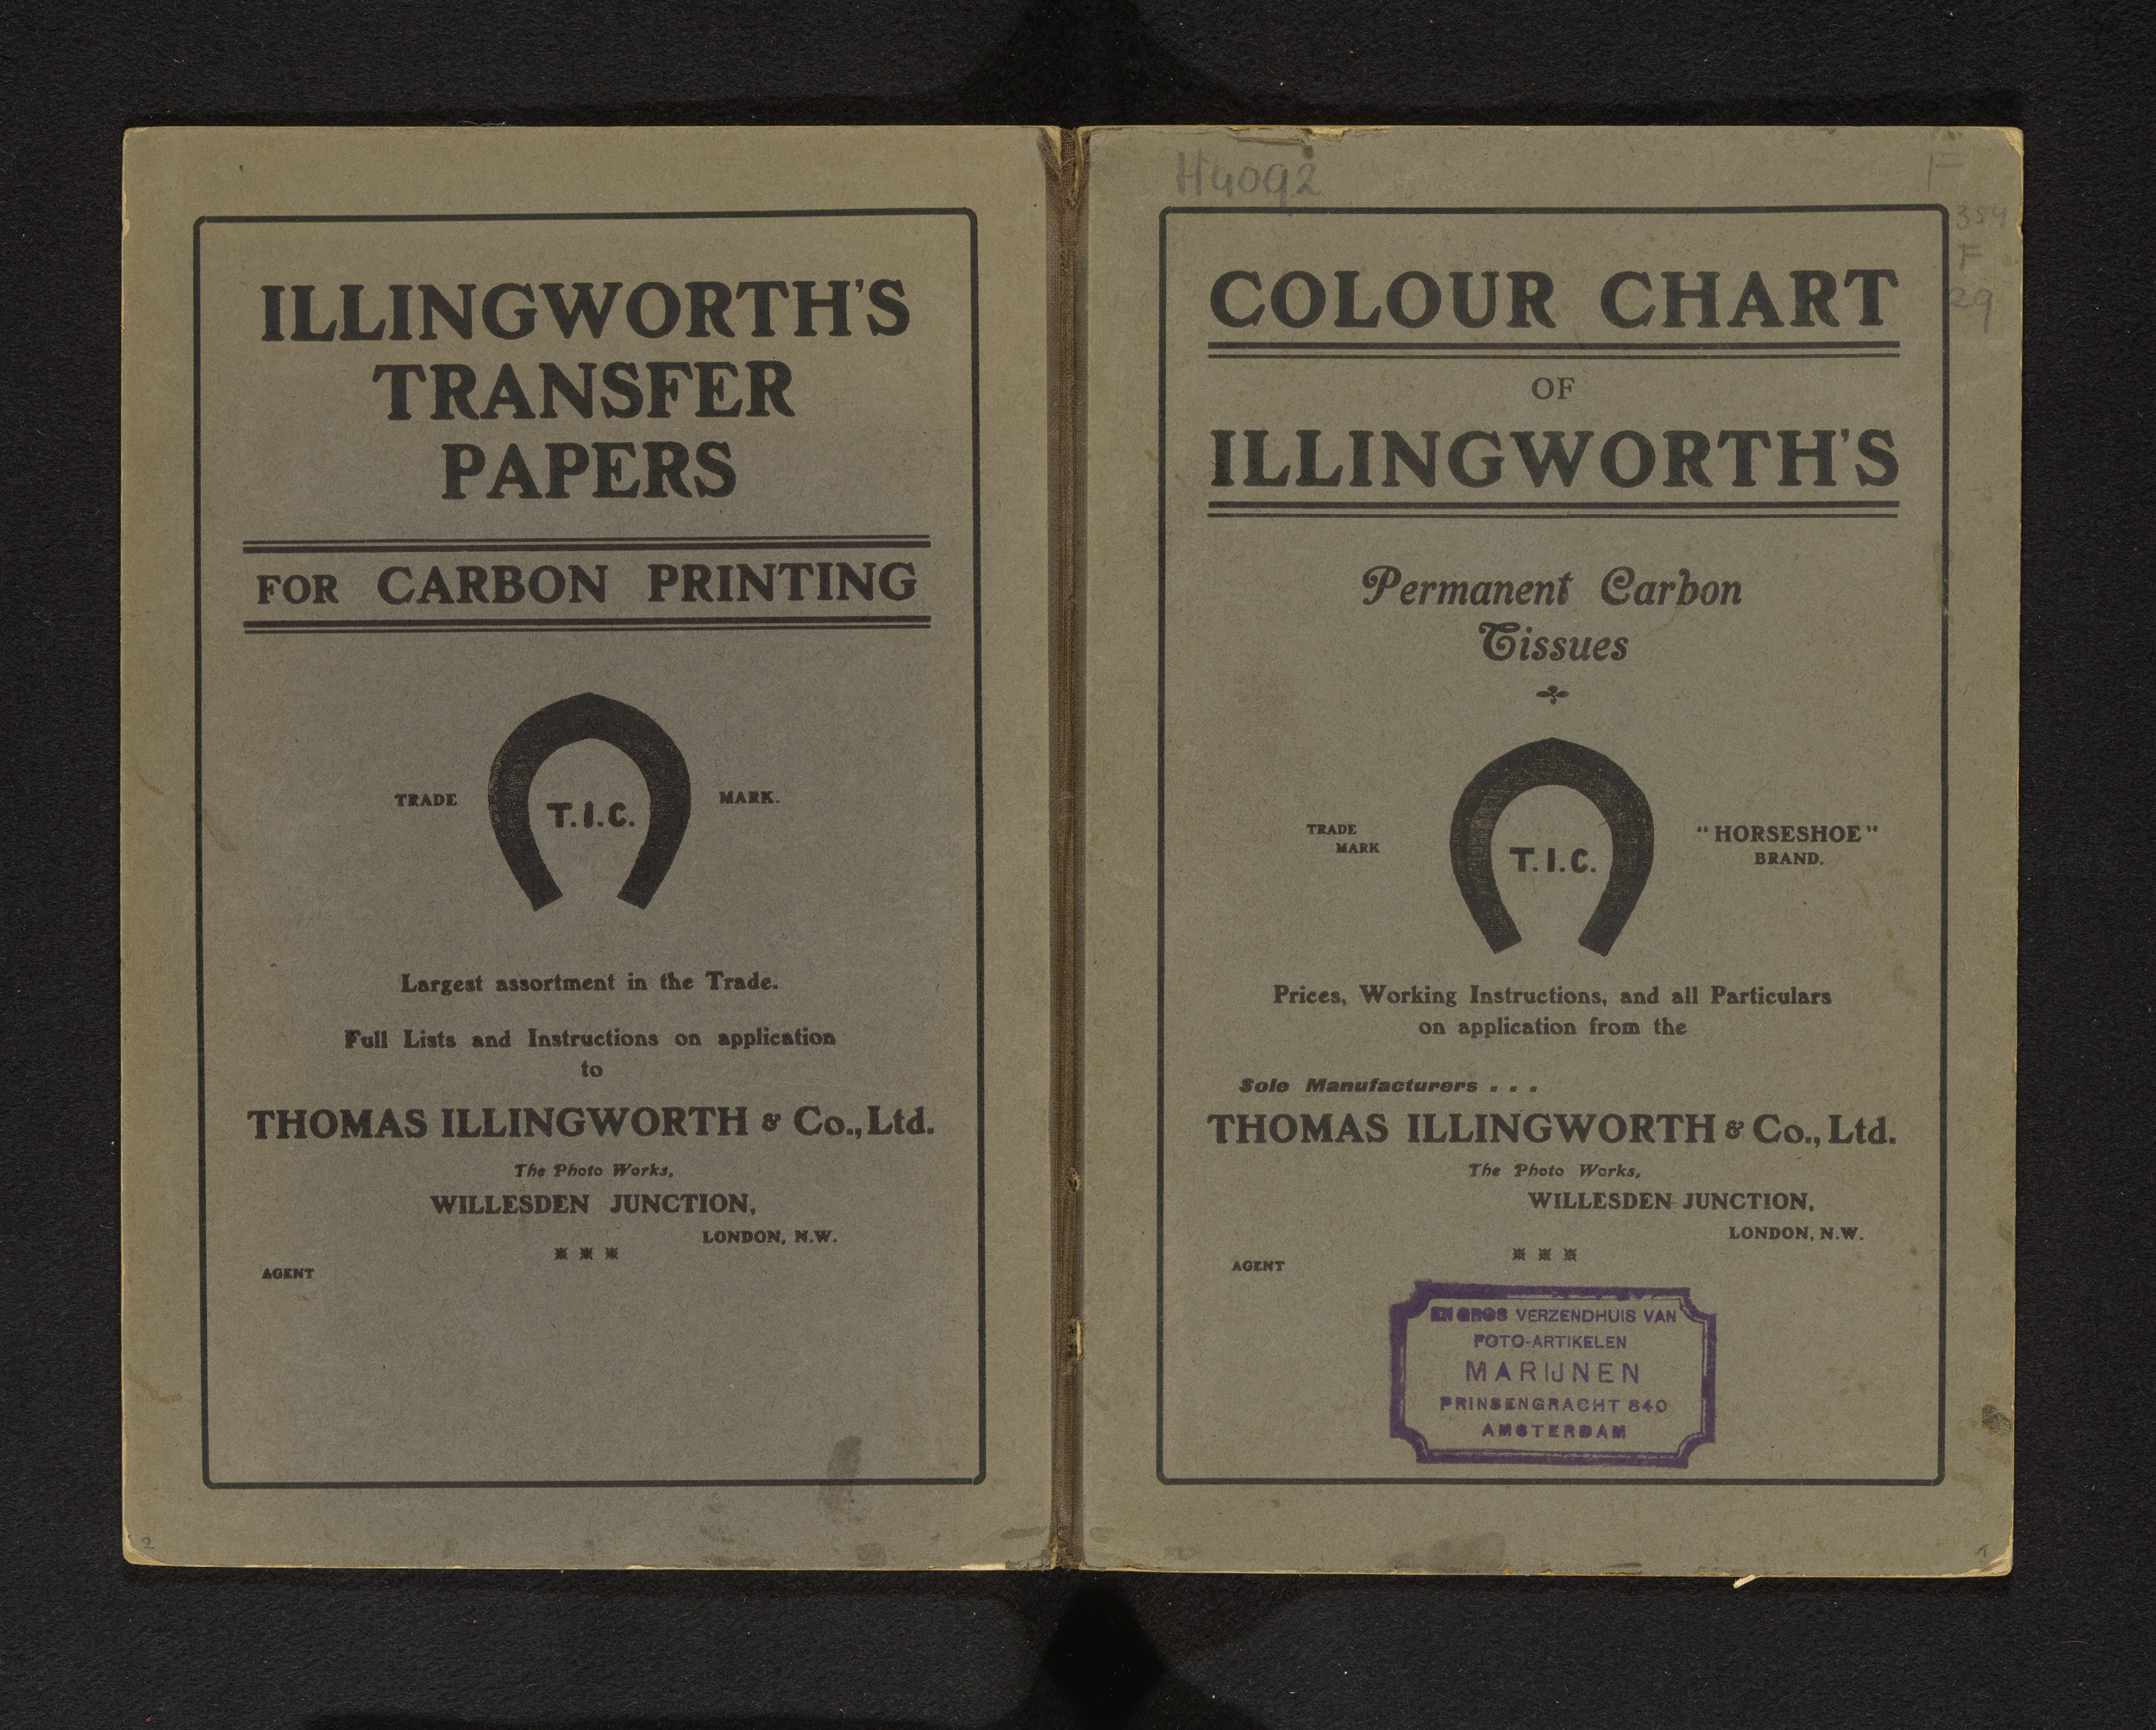 ILLINGWORTH'S
TRANSFER
PAPERS
FOR CARBON PRINTING
TRADE MARK.
T.I.C.
Largest assortment in the Trade.
Full Lists and Instructions on application
to
THOMAS ILLINGWORTH & Co., Ltd.
The Photo Works,
WILLESDEN JUNCTION,
LONDON, N.W.
AGENT
2
H4092
F
354
F
29
COLOUR CHART
OF
ILLINGWORTH'S
Permanent Carbon
Tissues
TRADE
MARK
T.I.C.
"HORSESHOE"
BRAND.
Prices, Working Instructions, and all Particulars
on application from the
Sole Manufacturers . . .
THOMAS ILLINGWORTH & Co., Ltd.
The Photo Works,
WILLESDEN JUNCTION,
LONDON, N.W.
AGENT
EN GROS VERZENDHUIS VAN
FOTO-ARTIKELEN
MARIJNEN
PRINSENGRACHT 840
AMSTERDAM
1